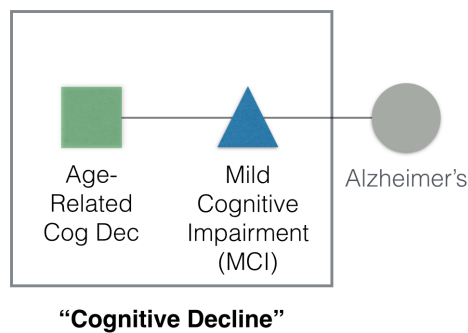 Age-
Related
Cog Dec
Mild
Cognitive
Impairment
(MCI)
Alzheimer’s
“Cognitive Decline”